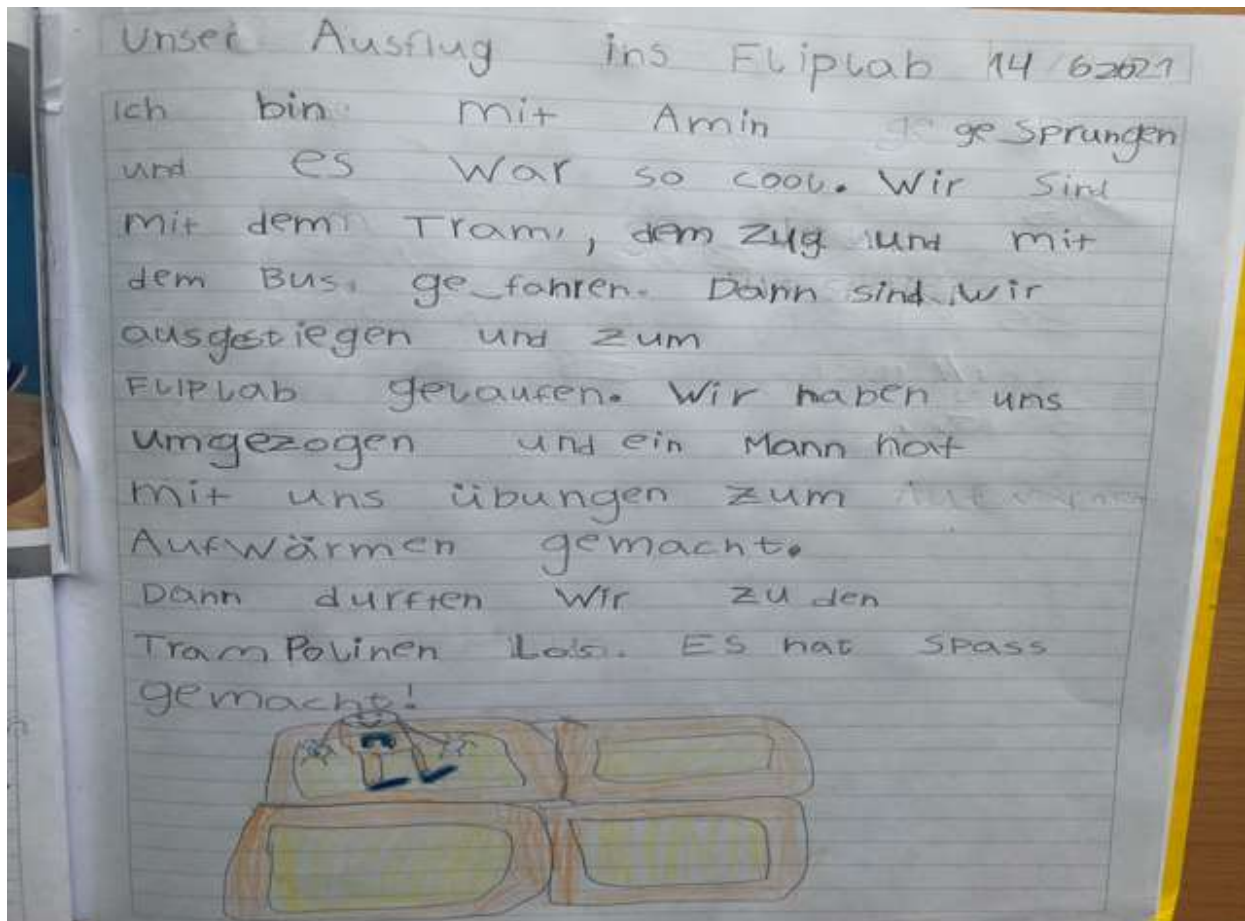 Unser Ausflug ins FlipLab 14 6 2021
Ich bin mit Amin ge sprungen
und es war so cool. Wir sind
mit dem Tram, dem Zug und mit
dem Bus ge fahren. Dann sind wir
ausgestiegen und zum
FlipLab gelaufen. Wir haben uns
umgezogen und ein Mann hat
mit uns übungen zum
Aufwärmen gemacht.
Dann durften wir zu den
TramPolinen Los. ES hat Spass
gemacht!